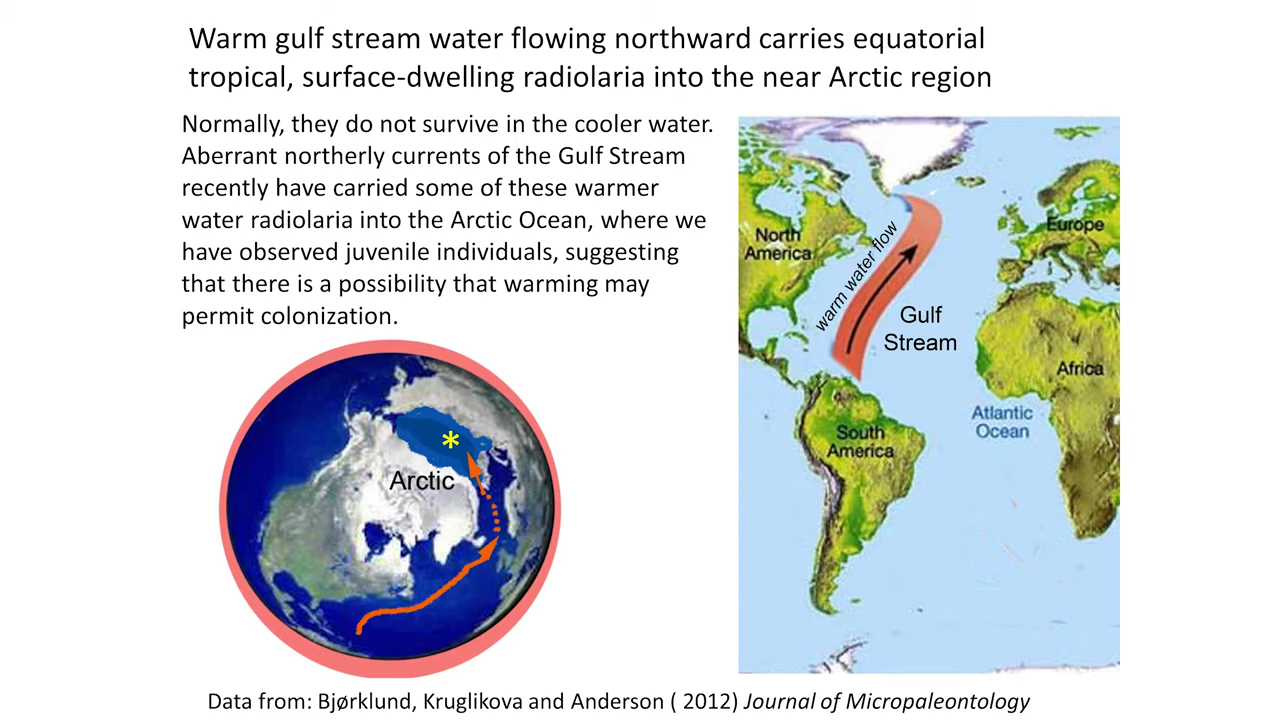 Warm gulf stream water flowing northward carries equatorial
tropical, surface-dwelling radiolaria into the near Arctic region
Normally, they do not survive in the cooler water.
Aberrant northerly currents of the Gulf Stream
recently have carried some of these warmer
water radiolaria into the Arctic Ocean, where we
have observed juvenile individuals, suggesting
that there is a possibility that warming may
permit colonization.
*
Arctic
North
America
Europe
warm water flow
Gulf
Stream
Africa
Atlantic
Ocean
South
America
Data from: Bjørklund, Kruglikova and Anderson ( 2012) Journal of Micropaleontology